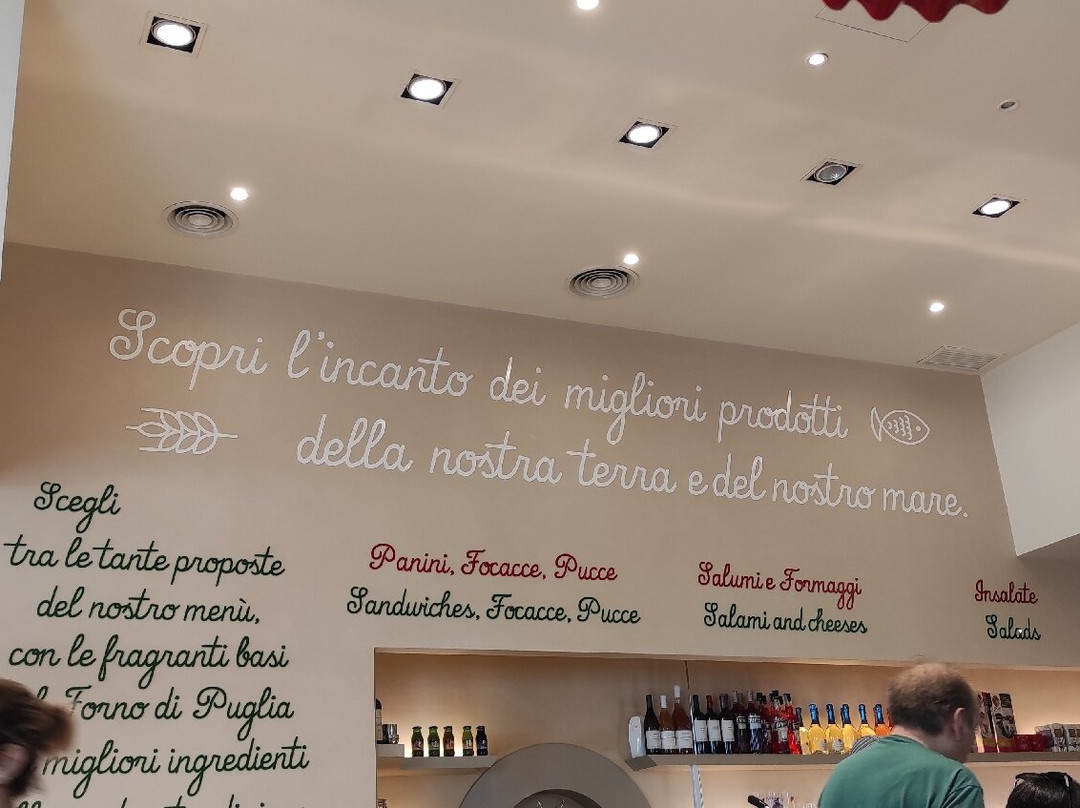 Scopri l'incanto dei migliori prodotti
della nostra terra e del nostro mare.
Scegli
tra le tante proposte
del nostro menù,
con le fragranti basi
Forno di Puglia
migliori ingredienti
Panini, Focacce, Pucce
Sandwiches, Focacce, Pucce
Salumi e Formaggi
Salami and cheeses
Insalate
Salads